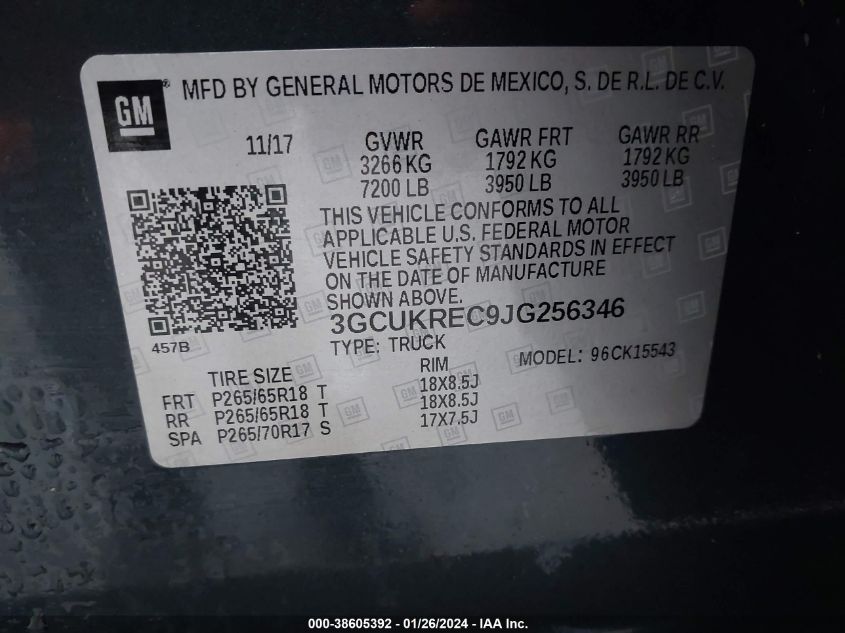 GM
® MFD BY GENERAL MOTORS DE MEXICO, S. DE R.L. DE C.V.
11/17 GVWR GAWR FRT GAWR RR
3266 KG 1792 KG 1792 KG
7200 LB 3950 LB 3950 LB
THIS VEHICLE CONFORMS TO ALL
APPLICABLE U.S. FEDERAL MOTOR
VEHICLE SAFETY STANDARDS IN EFFECT
ON THE DATE OF MANUFACTURE
SHOWN ABOVE.
3GCUKREC9JG256346
457B
TYPE: TRUCK MODEL: 96CK15543
TIRE SIZE RIM
FRT P265/65R18 T 18X8.5J
RR P265/65R18 T 18X8.5J
SPA P265/70R17 S 17X7.5J
000-38605392 - 01/26/2024 - IAA Inc.